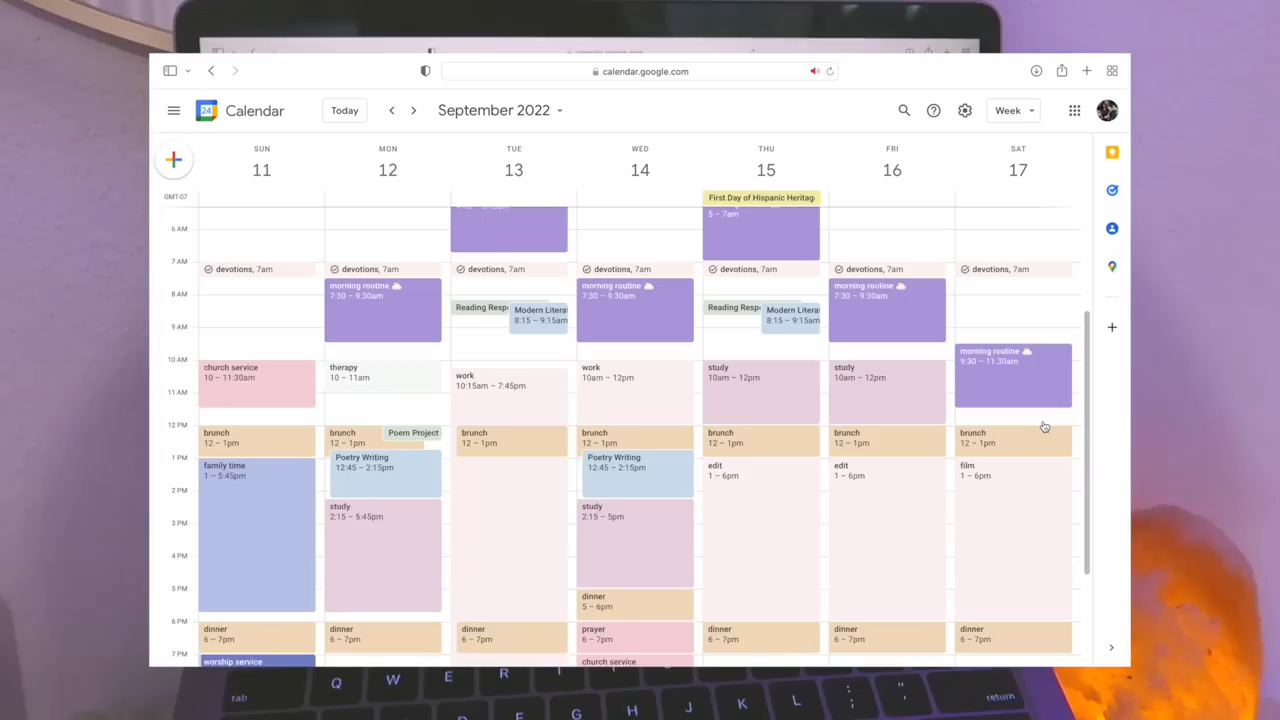 calendar.google.com
24 Calendar Today September 2022 Week
SUN MON TUE WED THU FRI SAT
11 12 13 14 15 16 17
GMT-07
First Day of Hispanic Heritag
5 – 7am
6 AM
7 AM
devotions, 7am
devotions, 7am
devotions, 7am
devotions, 7am
devotions, 7am
devotions, 7am
devotions, 7am
morning routine
7:30 – 9:30am
morning routine
7:30 – 9:30am
morning routine
7:30 – 9:30am
8 AM
Reading Resp
Modern Litera
8:15 – 9:15am
Reading Resp
Modern Litera
8:15 – 9:15am
9 AM
morning routine
9:30 – 11:30am
10 AM
church service
10 – 11:30am
therapy
10 – 11am
work
10:15am – 7:45pm
work
10am – 12pm
study
10am – 12pm
study
10am – 12pm
11 AM
12 PM
brunch
12 – 1pm
brunch
12 – 1pm
Poem Project
brunch
12 – 1pm
brunch
12 – 1pm
brunch
12 – 1pm
brunch
12 – 1pm
brunch
12 – 1pm
1 PM
family time
1 – 5:45pm
Poetry Writing
12:45 – 2:15pm
Poetry Writing
12:45 – 2:15pm
edit
1 – 6pm
edit
1 – 6pm
film
1 – 6pm
2 PM
study
2:15 – 5:45pm
study
2:15 – 5pm
3 PM
4 PM
5 PM
dinner
5 – 6pm
6 PM
dinner
6 – 7pm
dinner
6 – 7pm
dinner
6 – 7pm
prayer
6 – 7pm
dinner
6 – 7pm
dinner
6 – 7pm
dinner
6 – 7pm
7 PM
worship service
church service
Q W E R
tab
G H J K L ; "
return